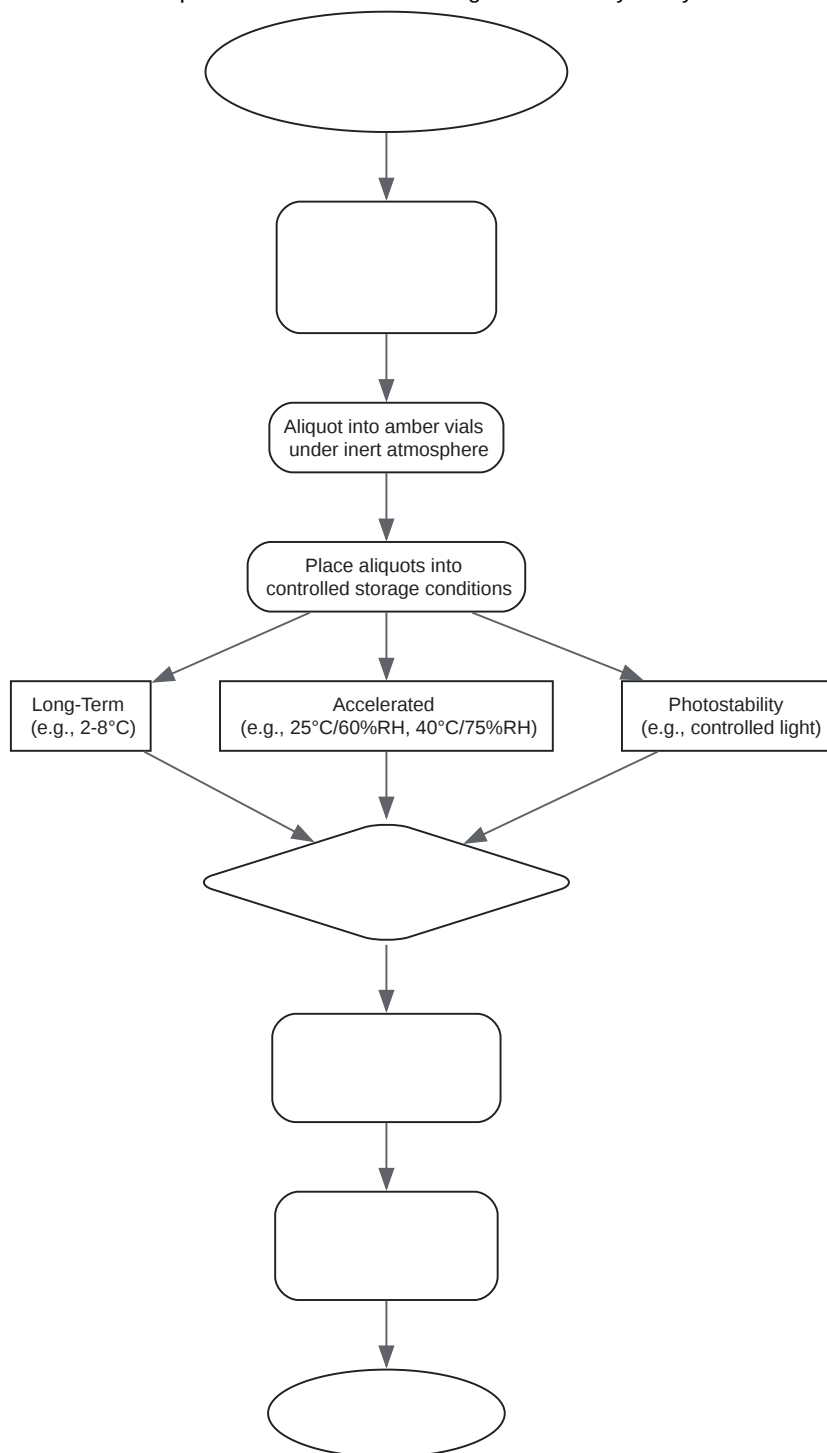 Aliquot into amber vials
under inert atmosphere
Place aliquots into
controlled storage conditions
Long-Term
(e.g., 2-8°C)
Accelerated
(e.g., 25°C/60%RH, 40°C/75%RH)
Photostability
(e.g., controlled light)